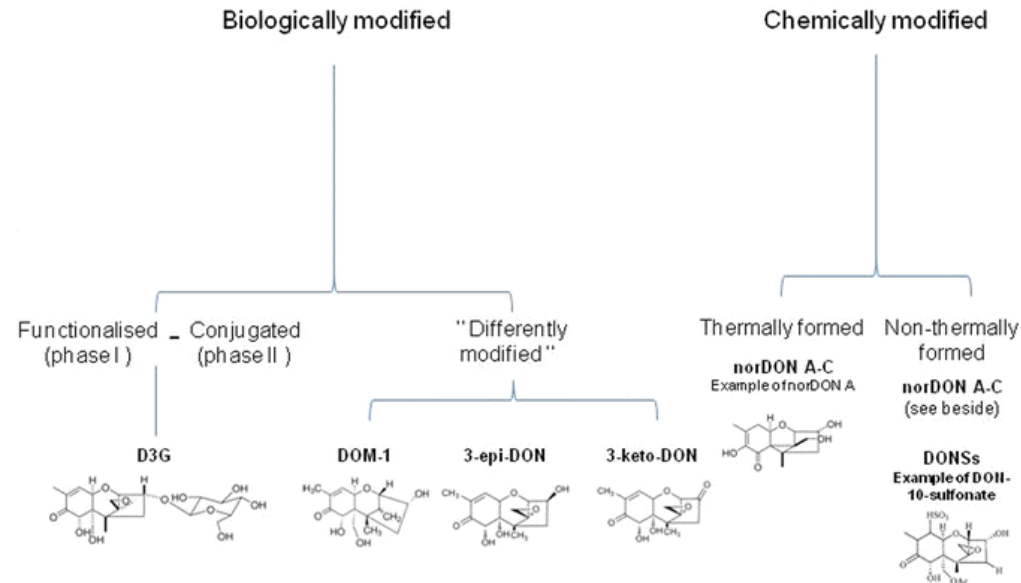 Biologically modified
Chemically modified
Functionalised - Conjugated
(phase I ) (phase II )
"Differently
modified"
Thermally formed
norDON A-C
Example of norDON A
Non-thermally
formed
norDON A-C
(see beside)
DONSs
Example of DON-
10-sulfonate
D3G
DOM-1
3-epi-DON
3-keto-DON